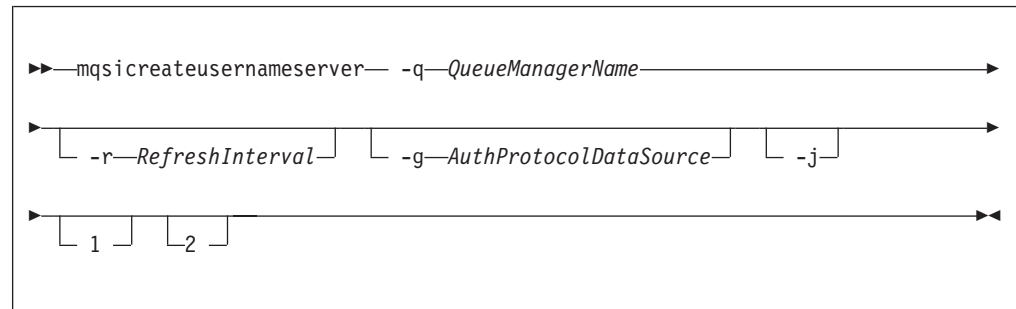 mqsicreateusernameserver -q QueueManagerName
-r RefreshInterval -g AuthProtocolDataSource -j
1 2